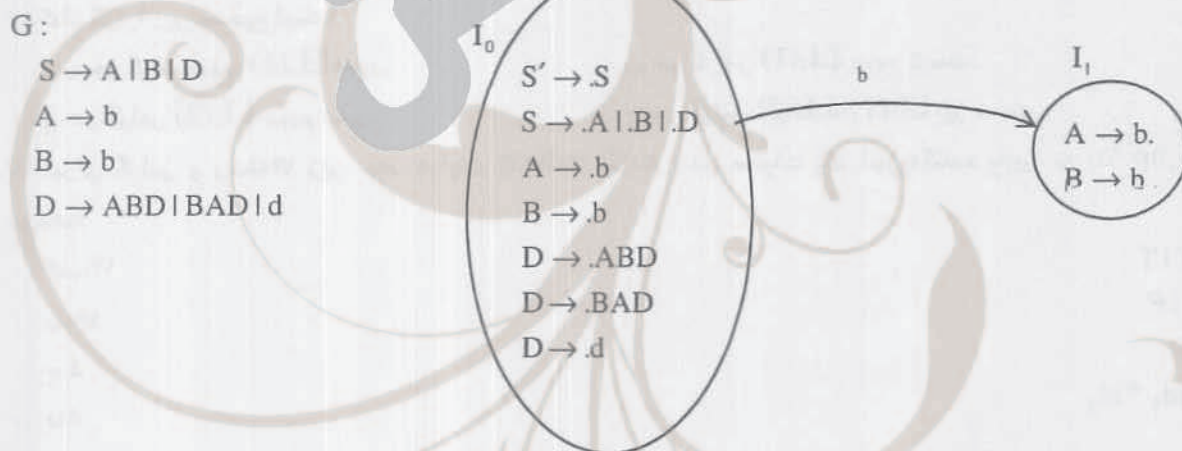 G :
S → A | B | D
A → b
B → b
D → ABD | BAD | d
I₀
S′ → .S
S → .A | .B | .D
A → .b
B → .b
D → .ABD
D → .BAD
D → .d
b
I₁
A → b.
B → b.